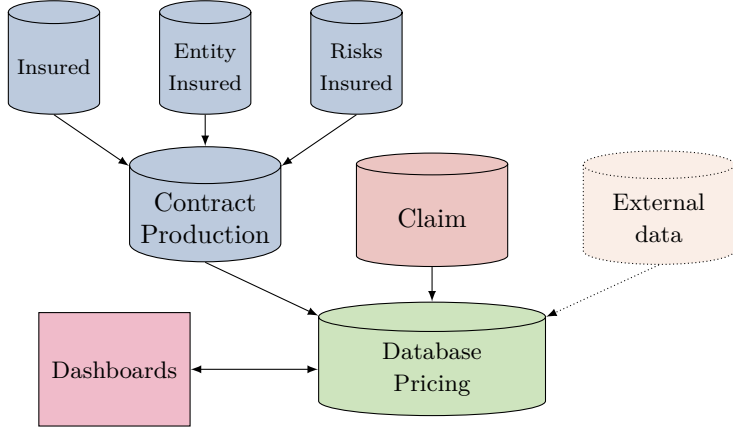 Insured
Entity
Insured
Risks
Insured
Contract
Production
Claim
External
data
Dashboards
Database
Pricing